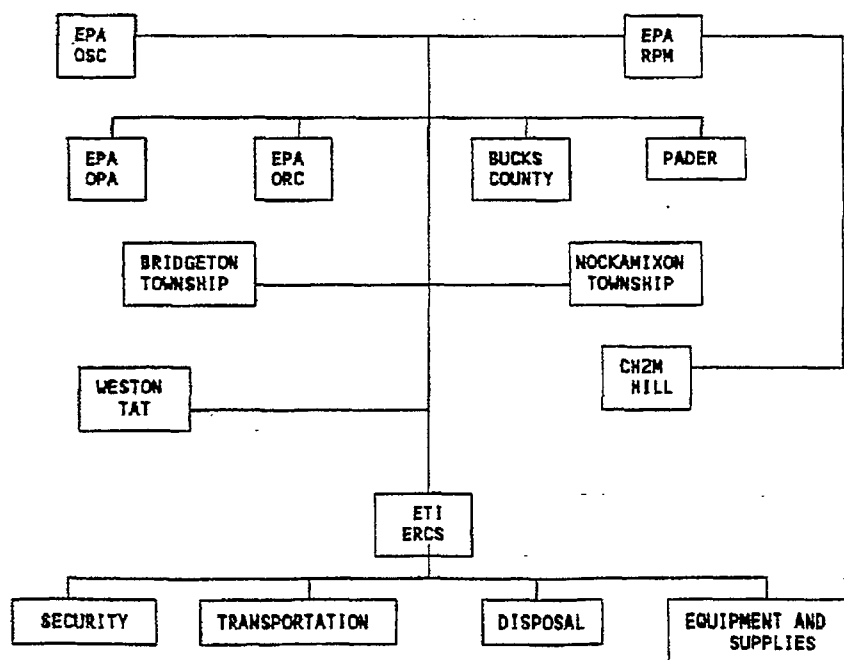 EPA
OSC
EPA
RPM
EPA
OPA
EPA
ORC
BUCKS
COUNTY
PADER
BRIDGETON
TOWNSHIP
NOCKAMIXON
TOWNSHIP
WESTON
TAT
CH2M
HILL
ETI
ERCS
SECURITY
TRANSPORTATION
DISPOSAL
EQUIPMENT AND
SUPPLIES